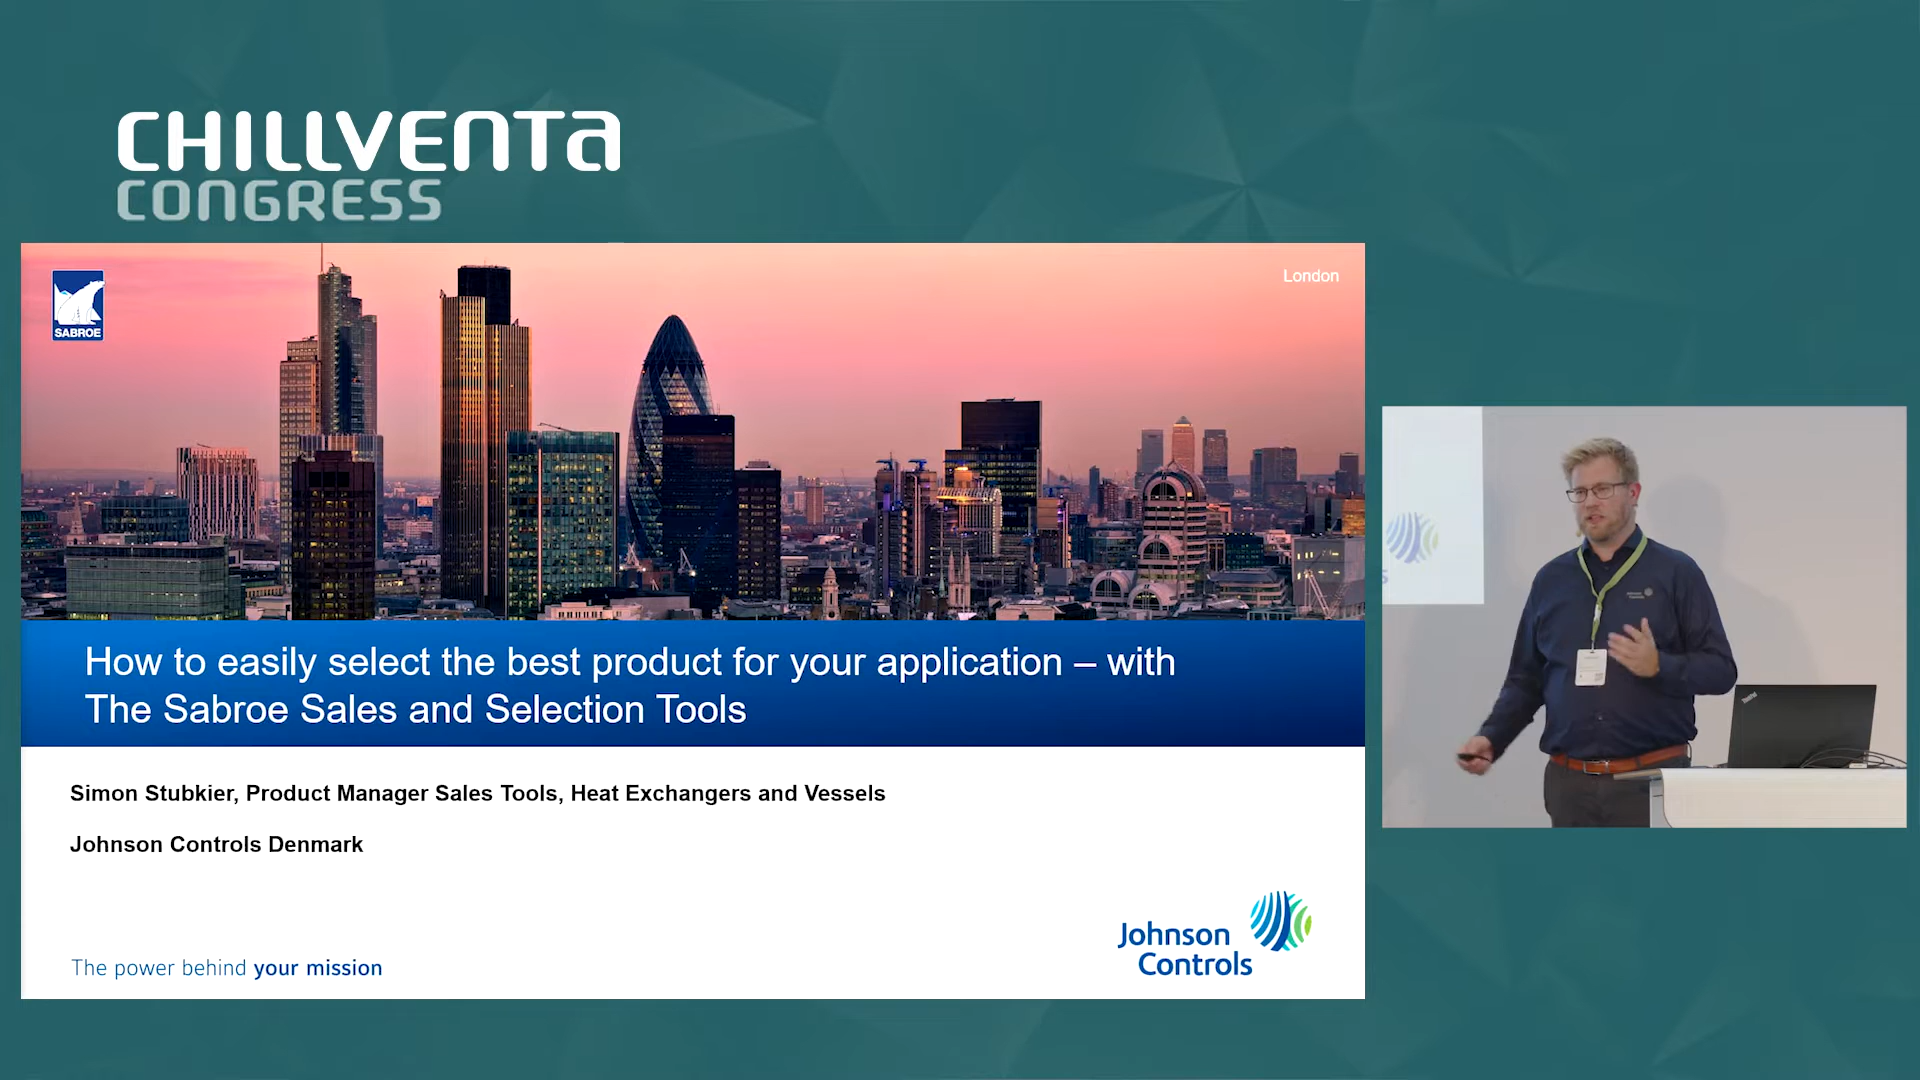 CHILLVENTA
CONGRESS
SABROE
London
How to easily select the best product for your application – with
The Sabroe Sales and Selection Tools
Simon Stubkier, Product Manager Sales Tools, Heat Exchangers and Vessels
Johnson Controls Denmark
The power behind your mission
Johnson
Controls